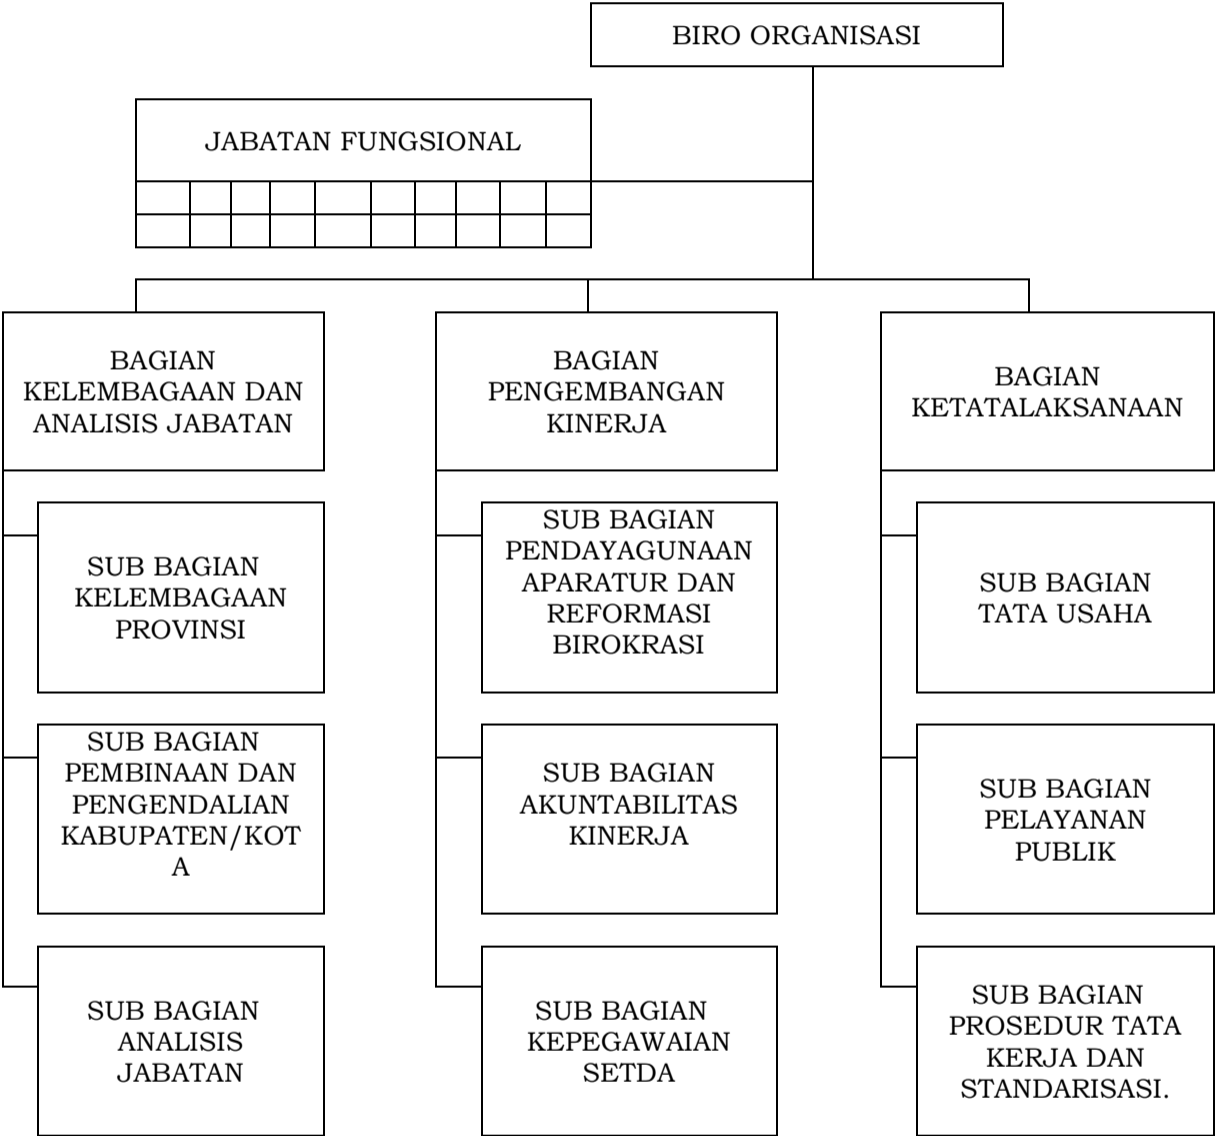 BIRO ORGANISASI
JABATAN FUNGSIONAL
BAGIAN
KELEMBAGAAN DAN
ANALISIS JABATAN
BAGIAN
PENGEMBANGAN
KINERJA
BAGIAN
KETATALAKSANAAN
SUB BAGIAN
KELEMBAGAAN
PROVINSI
SUB BAGIAN
PENDAYAGUNAAN
APARATUR DAN
REFORMASI
BIROKRASI
SUB BAGIAN
TATA USAHA
SUB BAGIAN
PEMBINAAN DAN
PENGENDALIAN
KABUPATEN/KOT
A
SUB BAGIAN
AKUNTABILITAS
KINERJA
SUB BAGIAN
PELAYANAN
PUBLIK
SUB BAGIAN
ANALISIS
JABATAN
SUB BAGIAN
KEPEGAWAIAN
SETDA
SUB BAGIAN
PROSEDUR TATA
KERJA DAN
STANDARISASI.